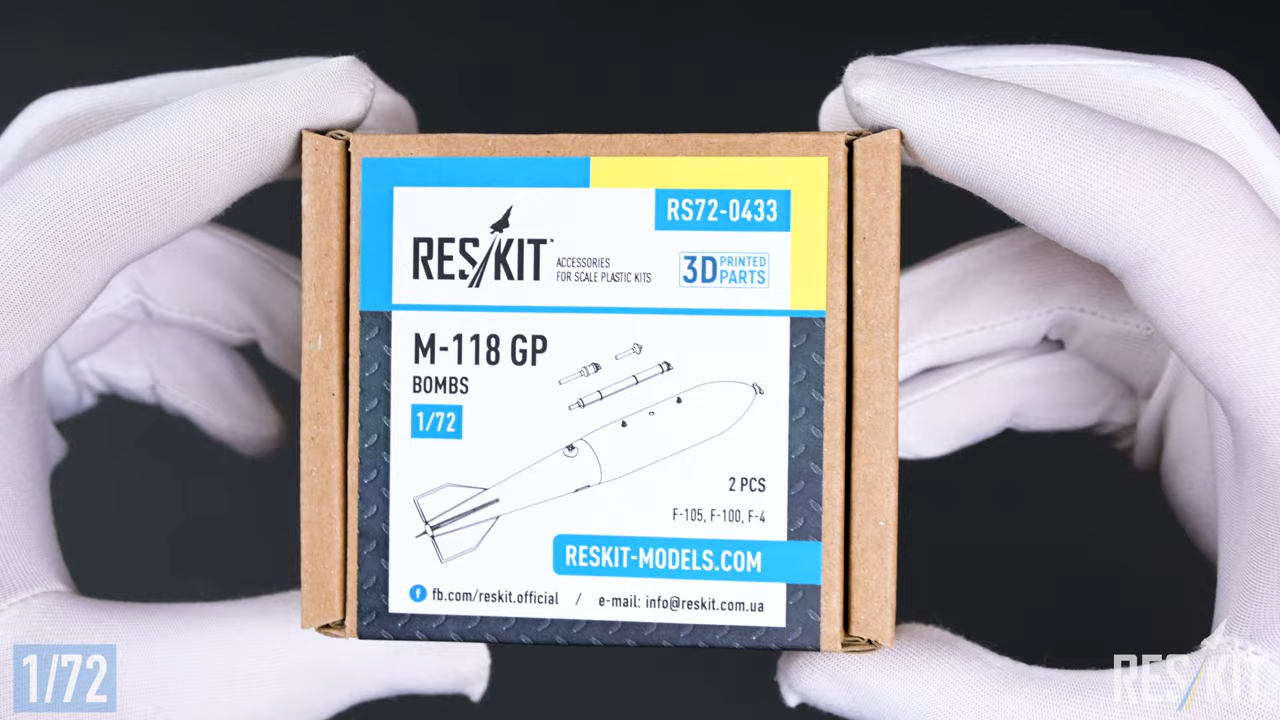 RS72-0433
RESKIT™
ACCESSORIES
FOR SCALE PLASTIC KITS
3D PRINTED
PARTS
M-118 GP
BOMBS
1/72
2 PCS
F-105, F-100, F-4
RESKIT-MODELS.COM
f fb.com/reskit.official / e-mail: info@reskit.com.ua
1/72
RESKIT